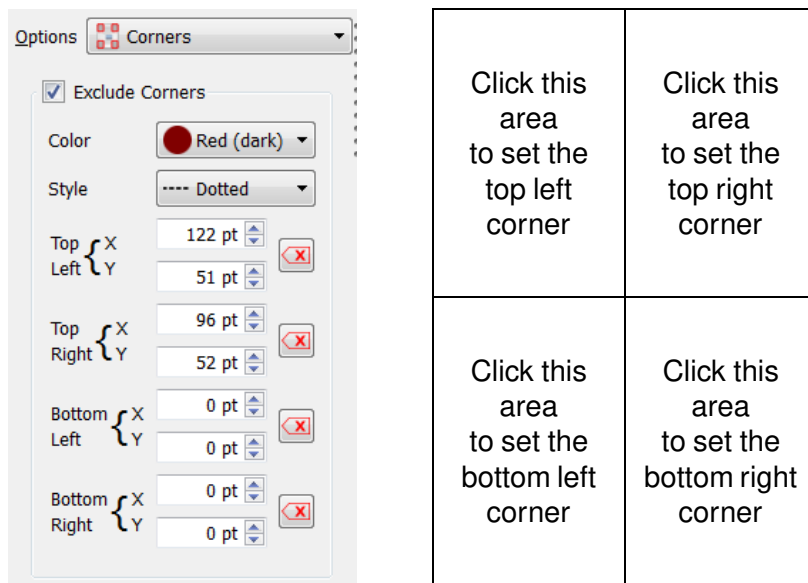 Options Corners
Exclude Corners
Color Red (dark)
Style ---- Dotted
Top Left { X 122 pt
Y 51 pt
Top Right { X 96 pt
Y 52 pt
Bottom Left { X 0 pt
Y 0 pt
Bottom Right { X 0 pt
Y 0 pt
Click this
area
to set the
top left
corner
Click this
area
to set the
top right
corner
Click this
area
to set the
bottom left
corner
Click this
area
to set the
bottom right
corner